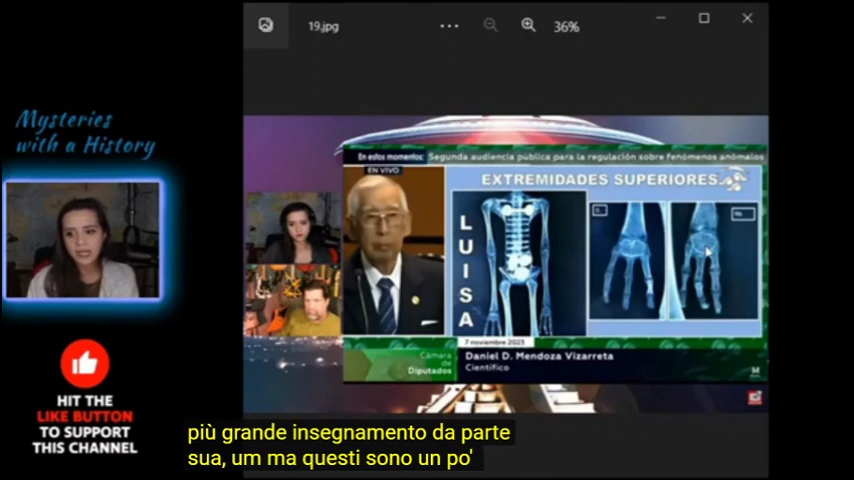 19.jpg
36%
Mysteries
with a History
En estos momentos: Segunda audiencia pública para la regulación sobre fenómenos anómalos
EN VIVO
EXTREMIDADES SUPERIORES
LUISA
7 noviembre 2023
Cámara
de
Diputados
Daniel D. Mendoza Vizarreta
Científico
M
HIT THE
LIKE BUTTON
TO SUPPORT
THIS CHANNEL
più grande insegnamento da parte
sua, um ma questi sono un po'